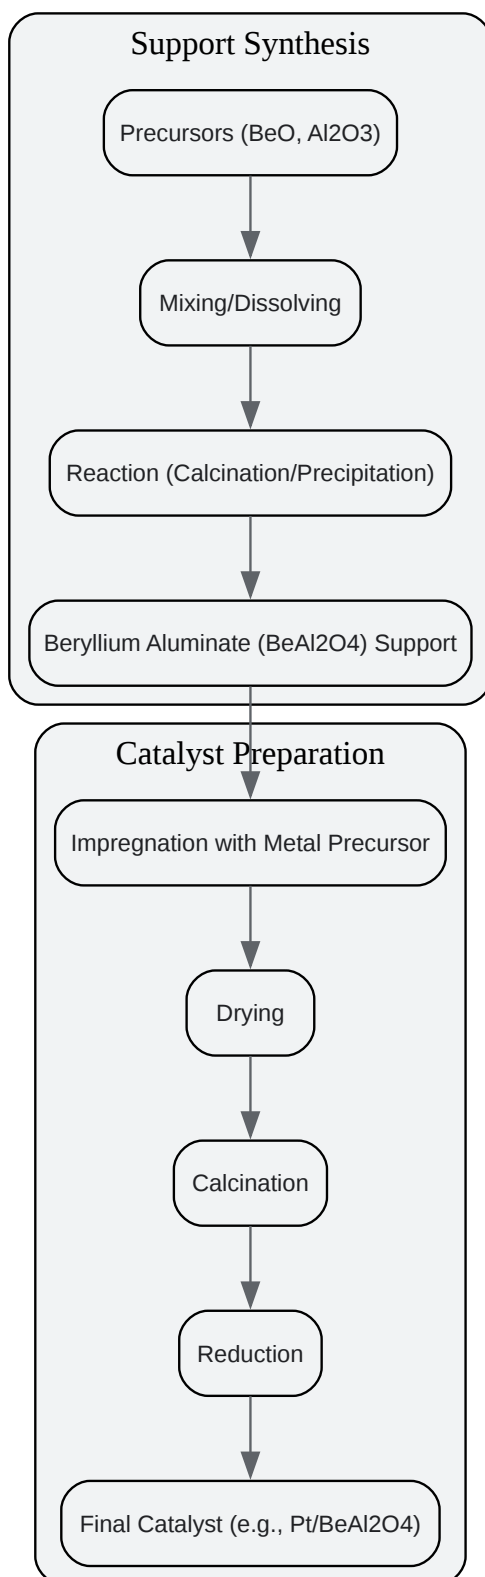 Support Synthesis
Precursors (BeO, Al2O3)
Mixing/Dissolving
Reaction (Calcination/Precipitation)
Beryllium Aluminate (BeAl2O4) Support
Catalyst Preparation
Impregnation with Metal Precursor
Drying
Calcination
Reduction
Final Catalyst (e.g., Pt/BeAl2O4)